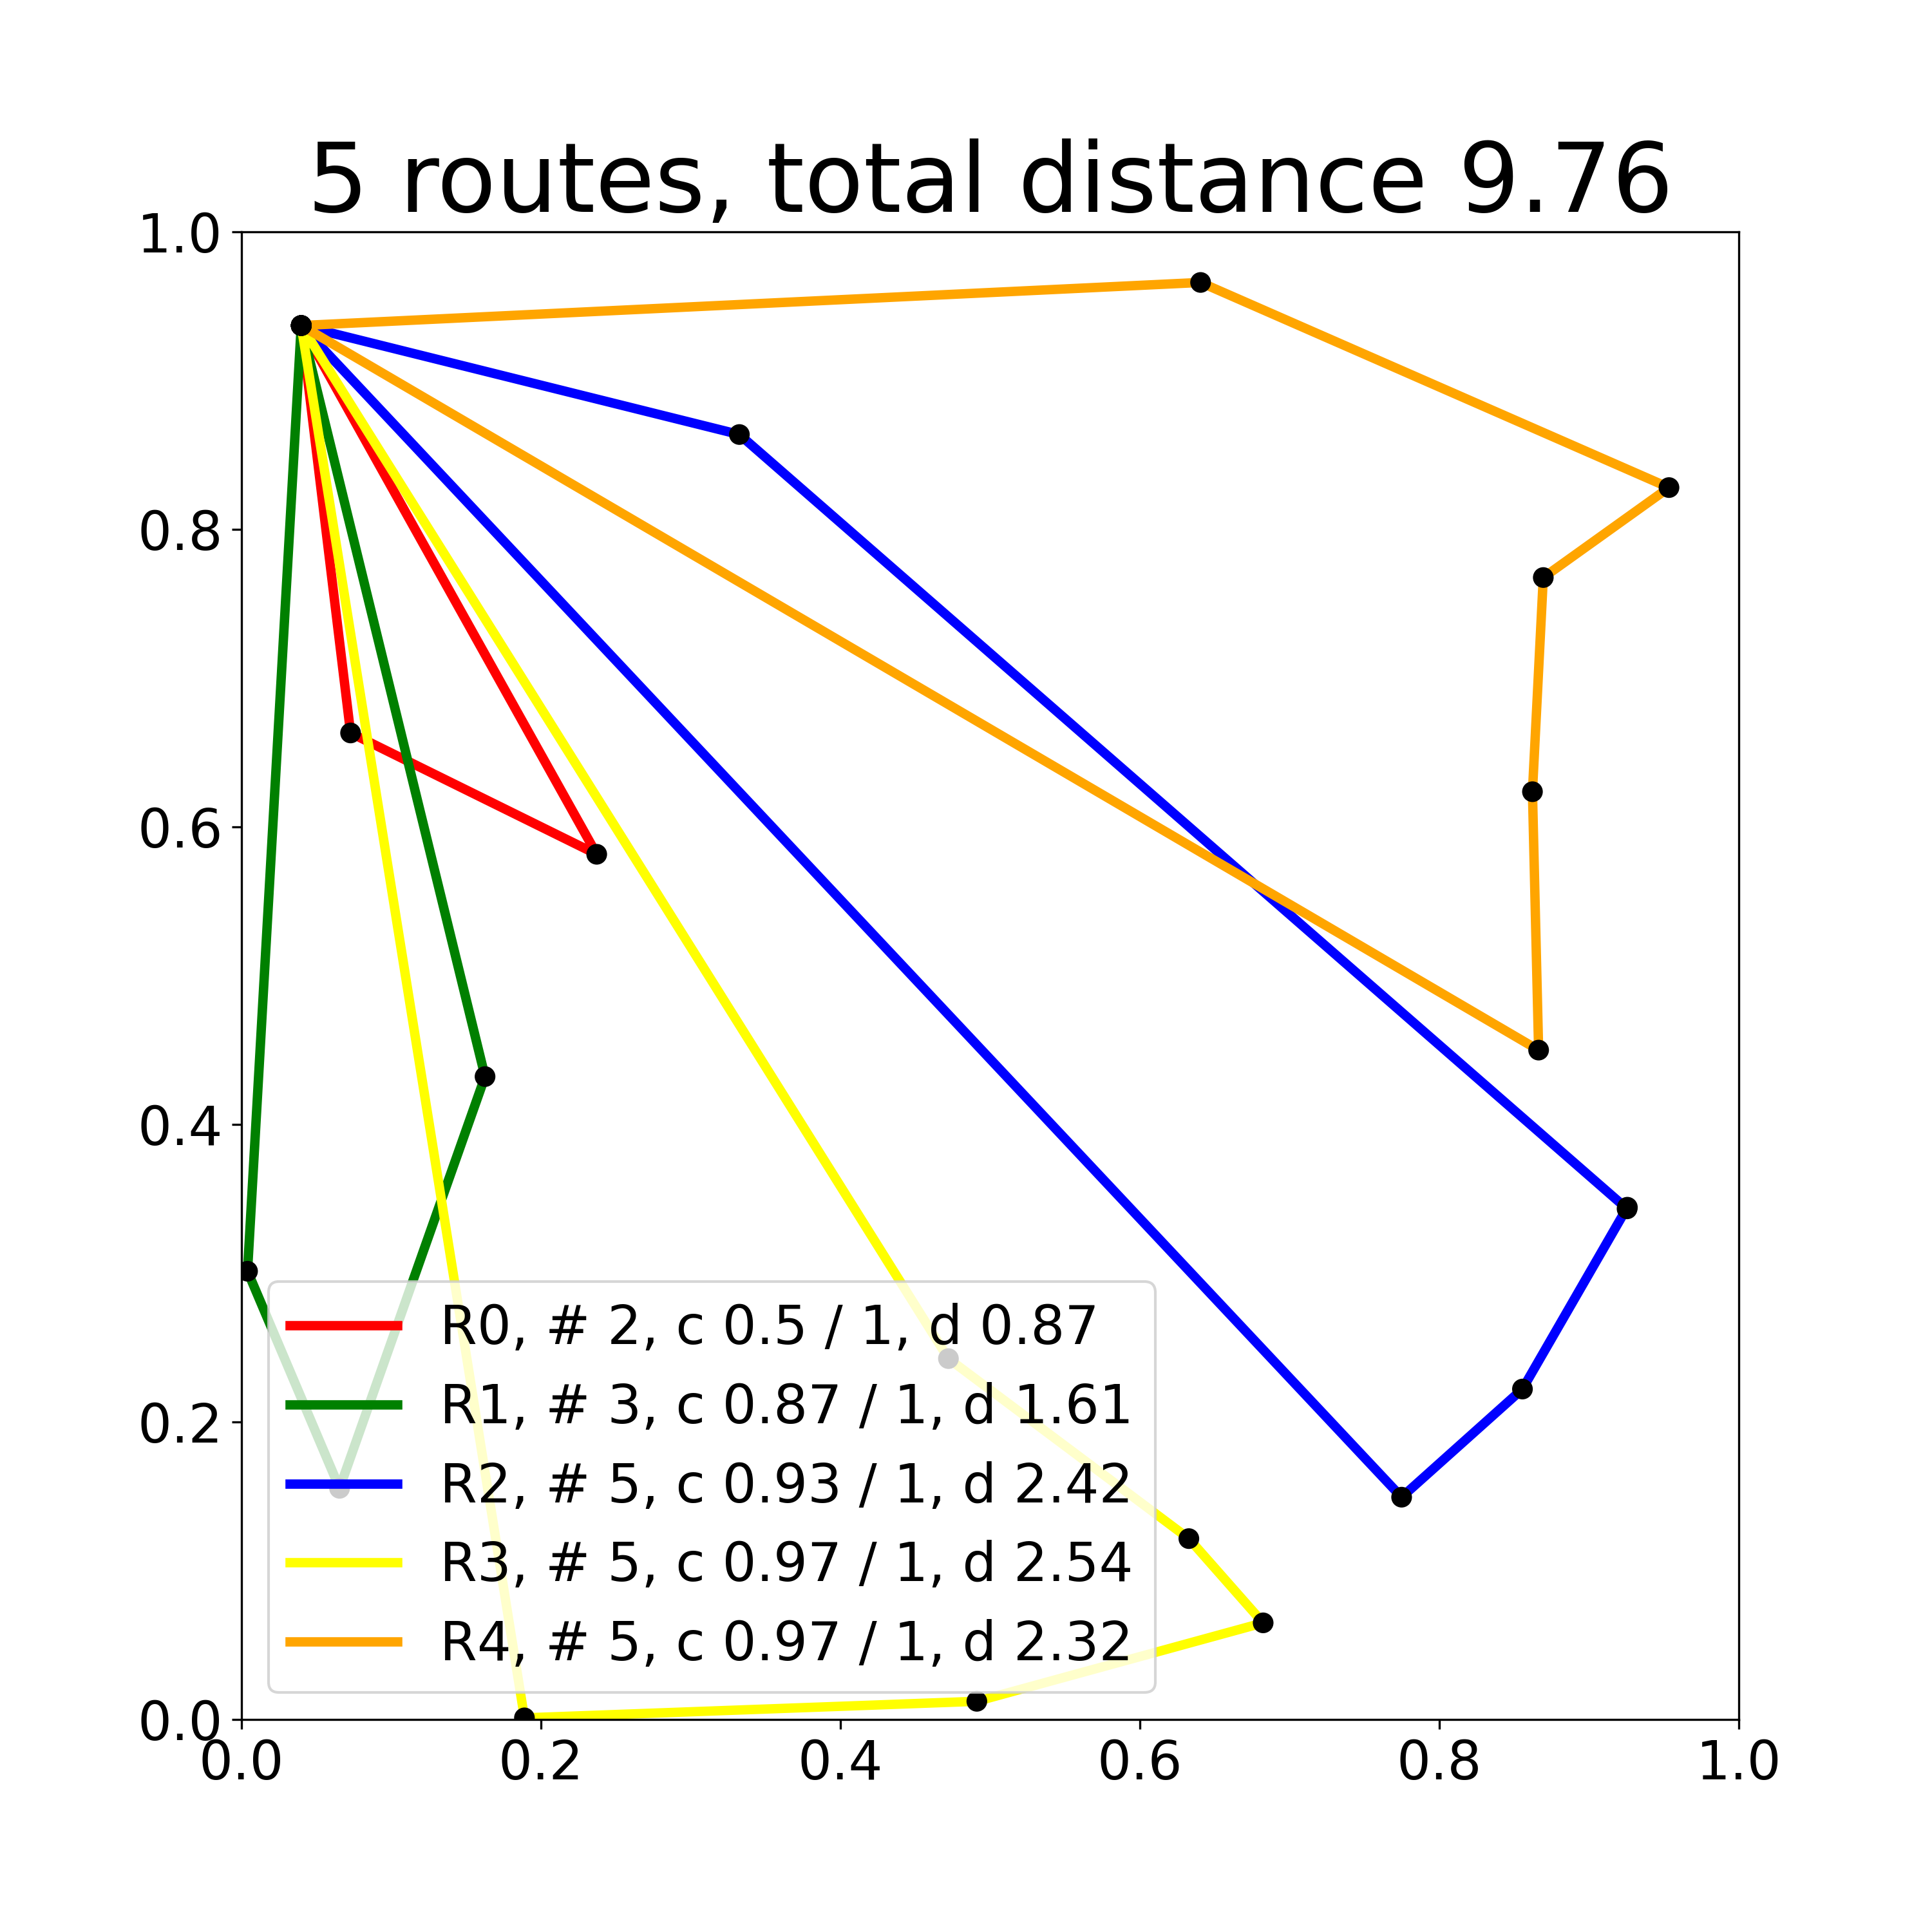 5 routes, total distance 9.76
1.0
0.8
0.6
0.4
0.2
0.0
R0, # 2, c 0.5 / 1, d 0.87
R1, # 3, c 0.87 / 1, d 1.61
R2, # 5, c 0.93 / 1, d 2.42
R3, # 5, c 0.97 / 1, d 2.54
R4, # 5, c 0.97 / 1, d 2.32
0.0 0.2 0.4 0.6 0.8 1.0